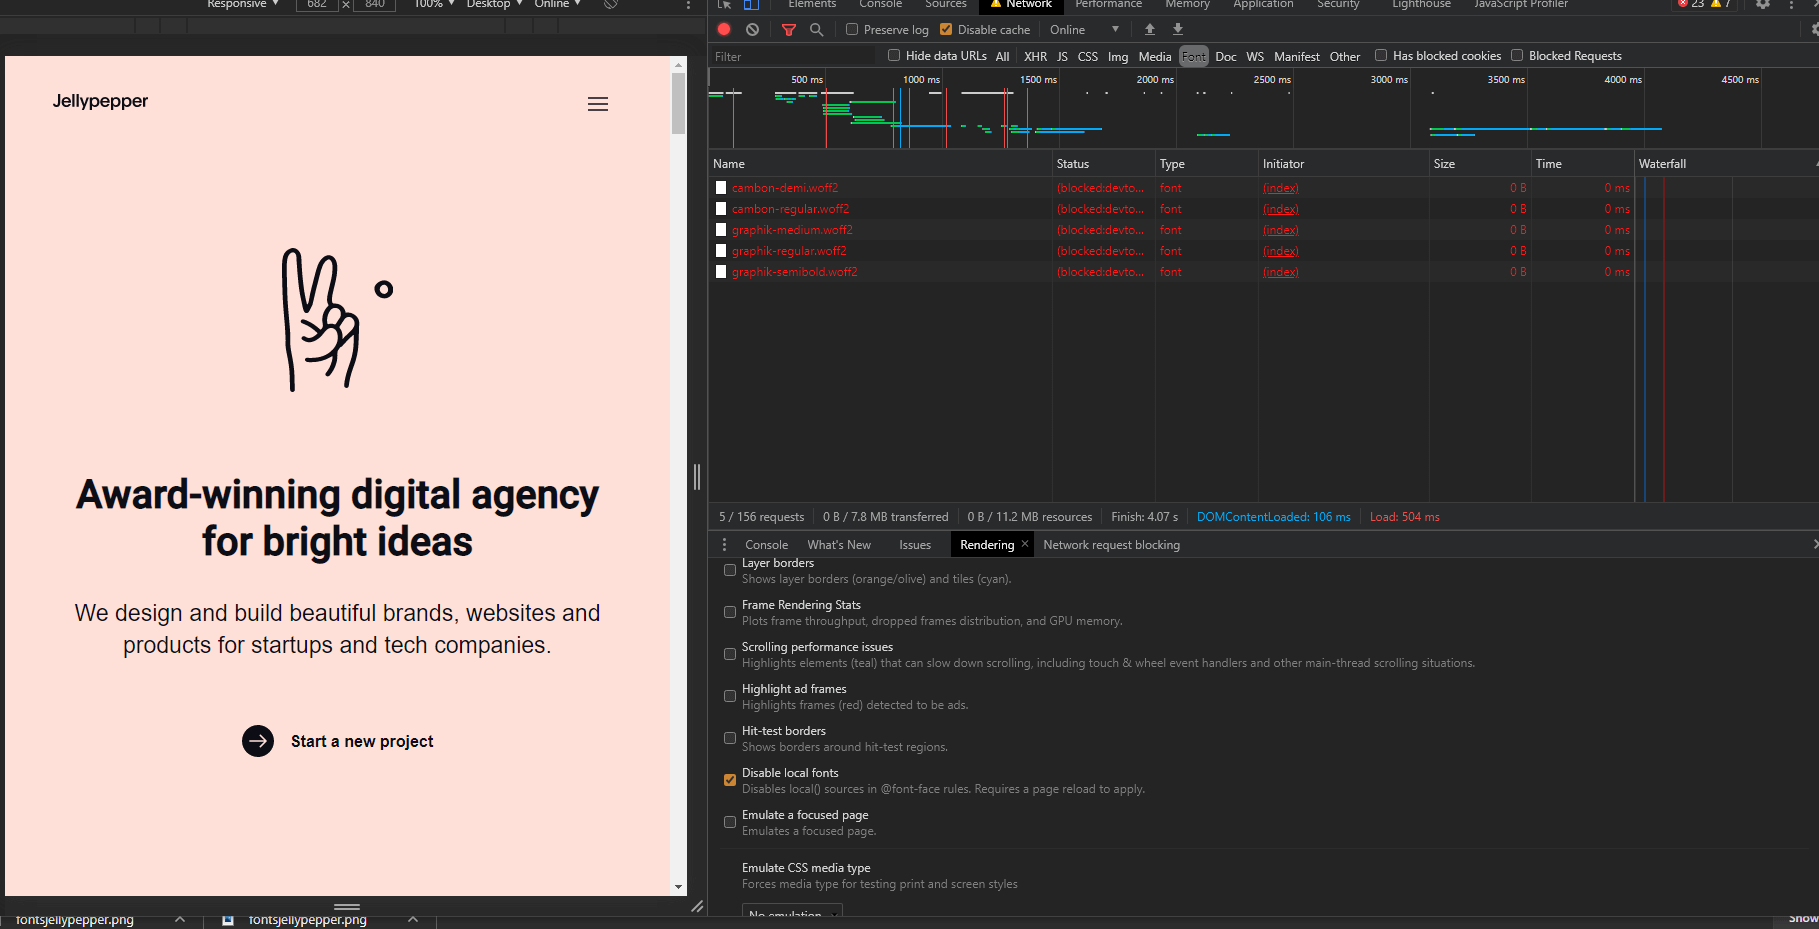 Responsive 682 × 840 100% Desktop Online
Elements Console Sources Network Performance Memory Application Security Lighthouse JavaScript Profiler 23 7
Preserve log Disable cache Online
Filter Hide data URLs All XHR JS CSS Img Media Font Doc WS Manifest Other Has blocked cookies Blocked Requests
500 ms 1000 ms 1500 ms 2000 ms 2500 ms 3000 ms 3500 ms 4000 ms 4500 ms
Name Status Type Initiator Size Time Waterfall
cambon-demi.woff2 (blocked:devto... font (index) 0 B 0 ms
cambon-regular.woff2 (blocked:devto... font (index) 0 B 0 ms
graphik-medium.woff2 (blocked:devto... font (index) 0 B 0 ms
graphik-regular.woff2 (blocked:devto... font (index) 0 B 0 ms
graphik-semibold.woff2 (blocked:devto... font (index) 0 B 0 ms
5 / 156 requests 0 B / 7.8 MB transferred 0 B / 11.2 MB resources Finish: 4.07 s DOMContentLoaded: 106 ms Load: 504 ms
Console What's New Issues Rendering × Network request blocking
Layer borders
Shows layer borders (orange/olive) and tiles (cyan).
Frame Rendering Stats
Plots frame throughput, dropped frames distribution, and GPU memory.
Scrolling performance issues
Highlights elements (teal) that can slow down scrolling, including touch & wheel event handlers and other main-thread scrolling situations.
Highlight ad frames
Highlights frames (red) detected to be ads.
Hit-test borders
Shows borders around hit-test regions.
Disable local fonts
Disables local() sources in @font-face rules. Requires a page reload to apply.
Emulate a focused page
Emulates a focused page.
Emulate CSS media type
Forces media type for testing print and screen styles
No emulation
Jellypepper
Award-winning digital agency
for bright ideas
We design and build beautiful brands, websites and
products for startups and tech companies.
Start a new project
fontsjellypepper.png fontsjellypepper.png Show